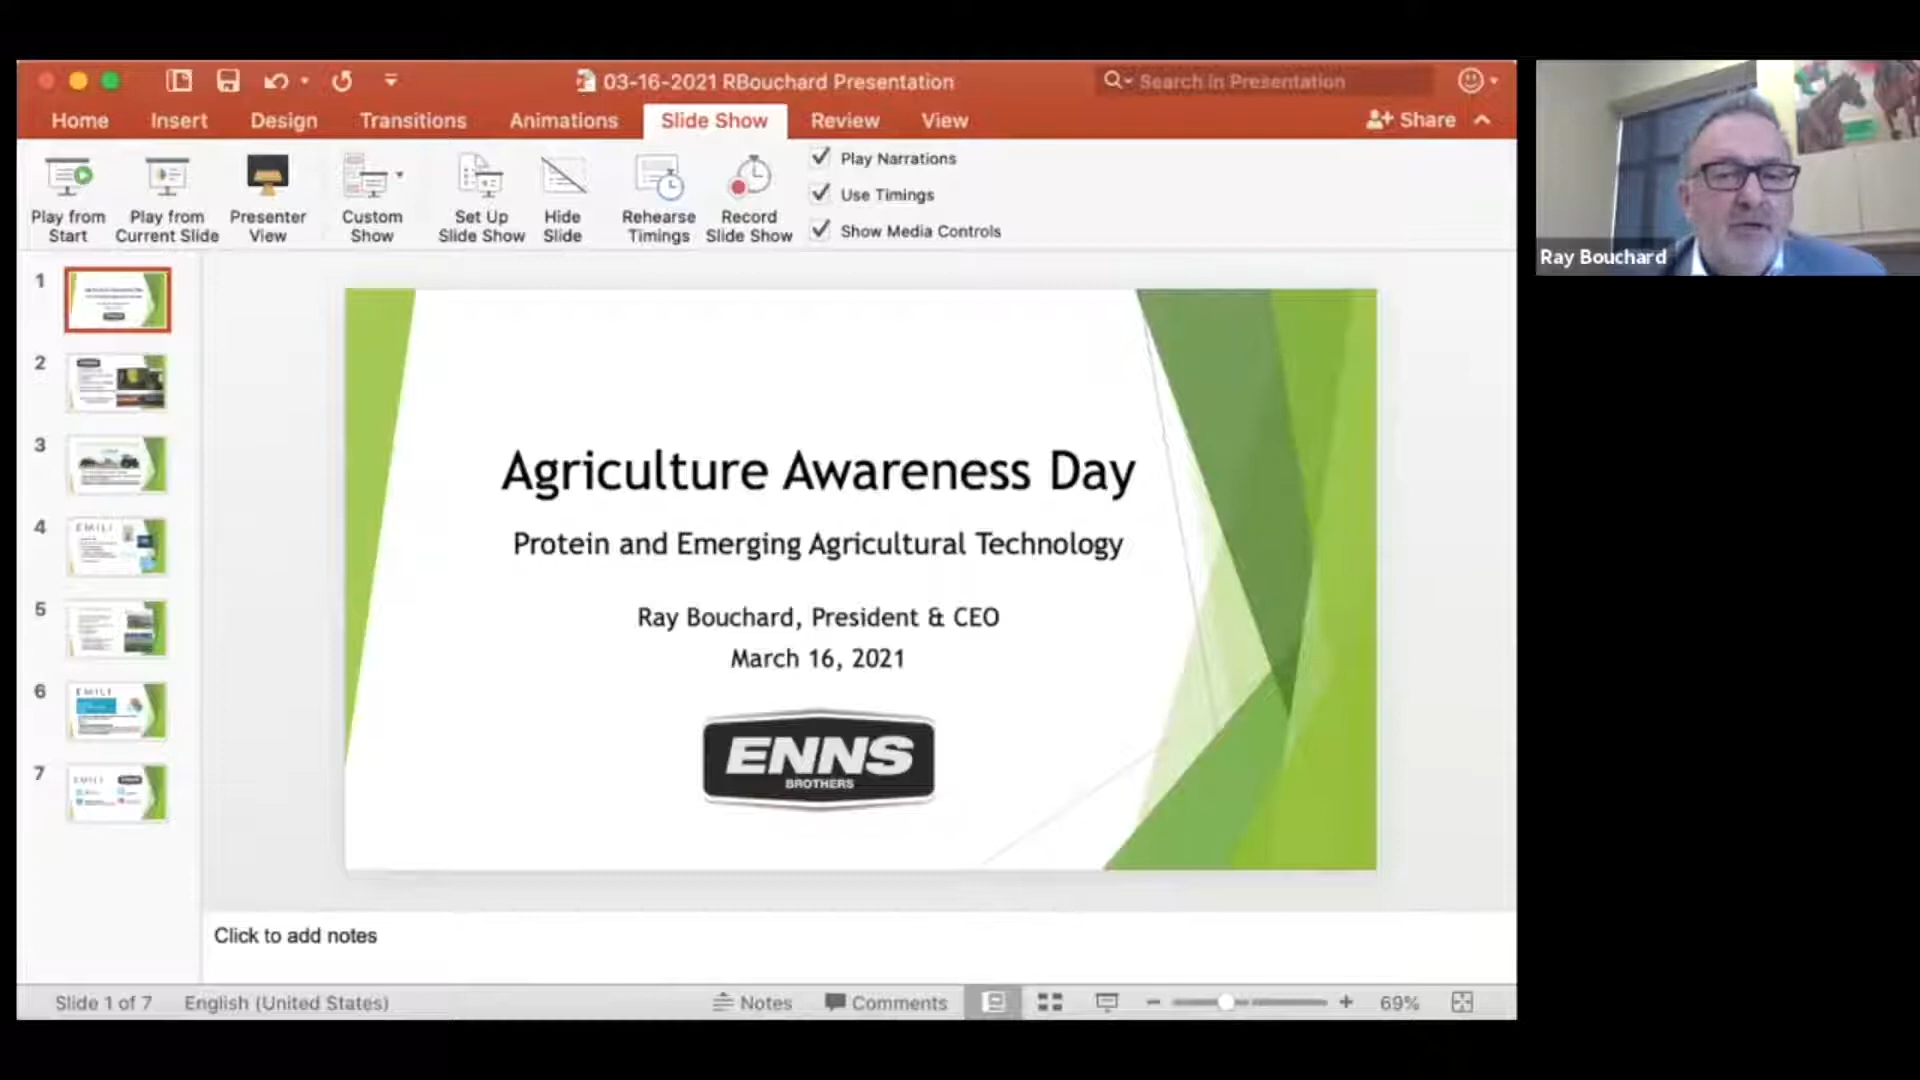 03-16-2021 RBouchard Presentation
Search in Presentation
Home Insert Design Transitions Animations Slide Show Review View Share
Play from Start
Play from Current Slide
Presenter View
Custom Show
Set Up Slide Show
Hide Slide
Rehearse Timings
Record Slide Show
Play Narrations
Use Timings
Show Media Controls
Ray Bouchard
1
2
3
4
EMILI
5
6
EMILI
7
EMILI
Agriculture Awareness Day
Protein and Emerging Agricultural Technology
Ray Bouchard, President & CEO
March 16, 2021
ENNS
BROTHERS
Click to add notes
Slide 1 of 7 English (United States) Notes Comments 69%